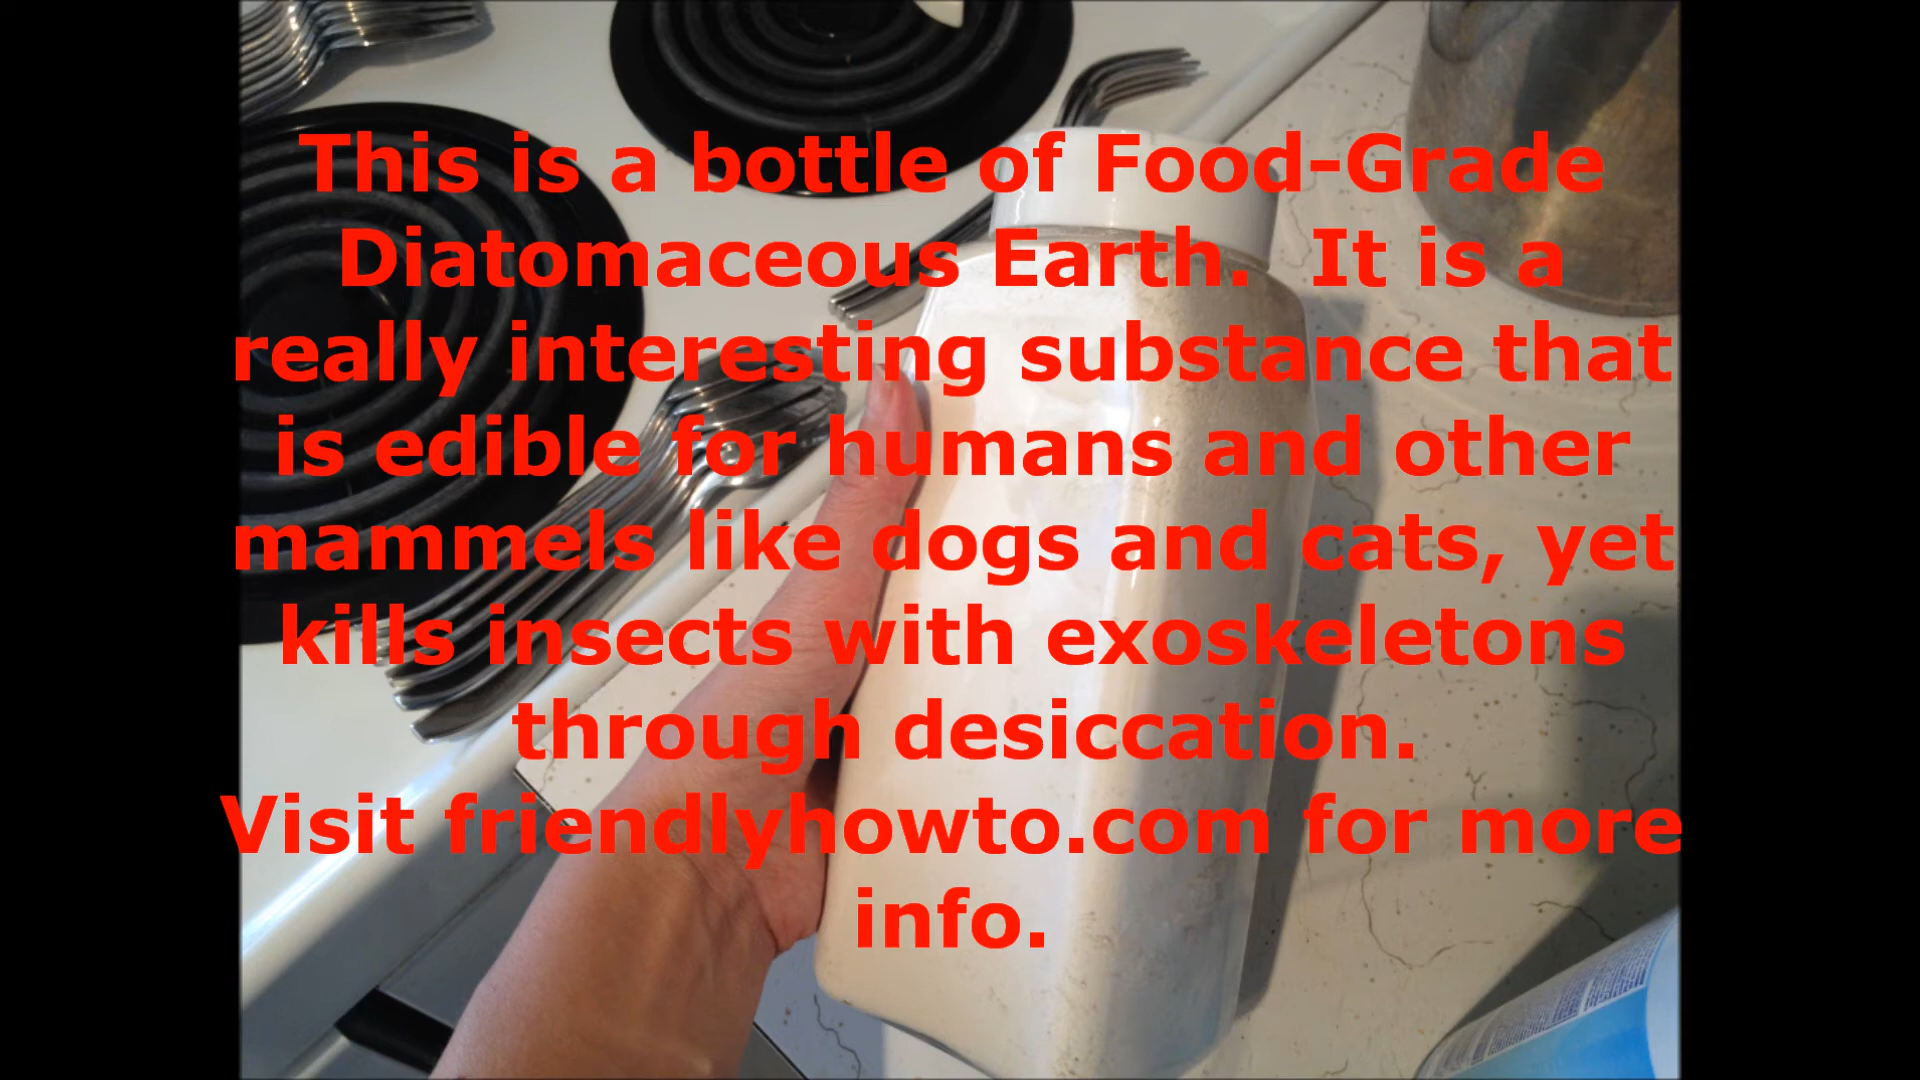 This is a bottle of Food-Grade
Diatomaceous Earth.  It is a
really interesting substance that
is edible for humans and other
mammels like dogs and cats, yet
kills insects with exoskeletons
through desiccation.
Visit friendlyhowto.com for more
info.